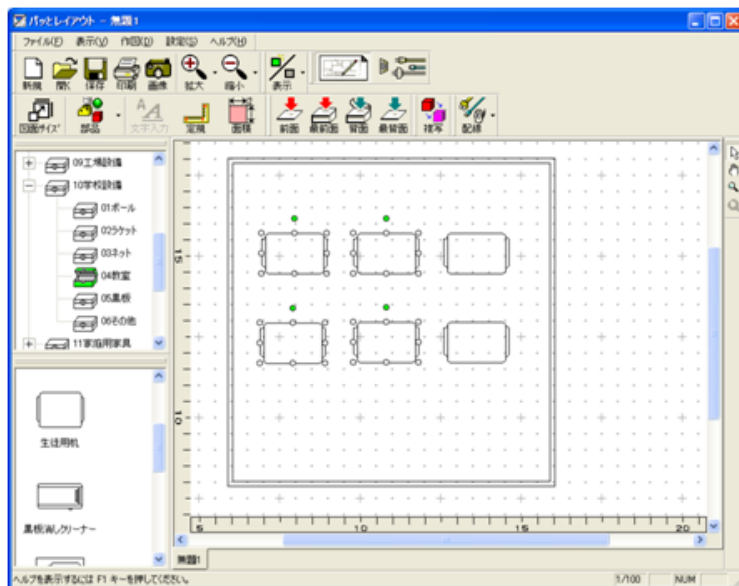 パッとレイアウト - 無題1
ファイル(F) 表示(V) 作図(D) 設定(S) ヘルプ(H)
新規 開く 保存 印刷 画像 拡大 縮小 表示
図面サイズ 部品 文字入力 定規 面積 前面 最前面 背面 最背面 複写 配線
09工場設備
10学校設備
01ボール
02ラケット
03ネット
04教室
05黒板
06その他
11家庭用家具
生徒用机
黒板消しクリーナー
15
10
5 10 15 20
無題1
ヘルプを表示するには F1 キーを押してください。 1/100 NUM